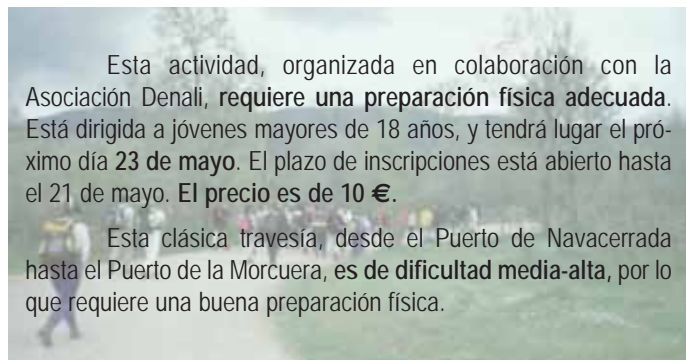 Esta actividad, organizada en colaboración con la
Asociación Denali, requiere una preparación física adecuada.
Está dirigida a jóvenes mayores de 18 años, y tendrá lugar el pró-
ximo día 23 de mayo. El plazo de inscripciones está abierto hasta
el 21 de mayo. El precio es de 10 €.
Esta clásica travesía, desde el Puerto de Navacerrada
hasta el Puerto de la Morcuera, es de dificultad media-alta, por lo
que requiere una buena preparación física.